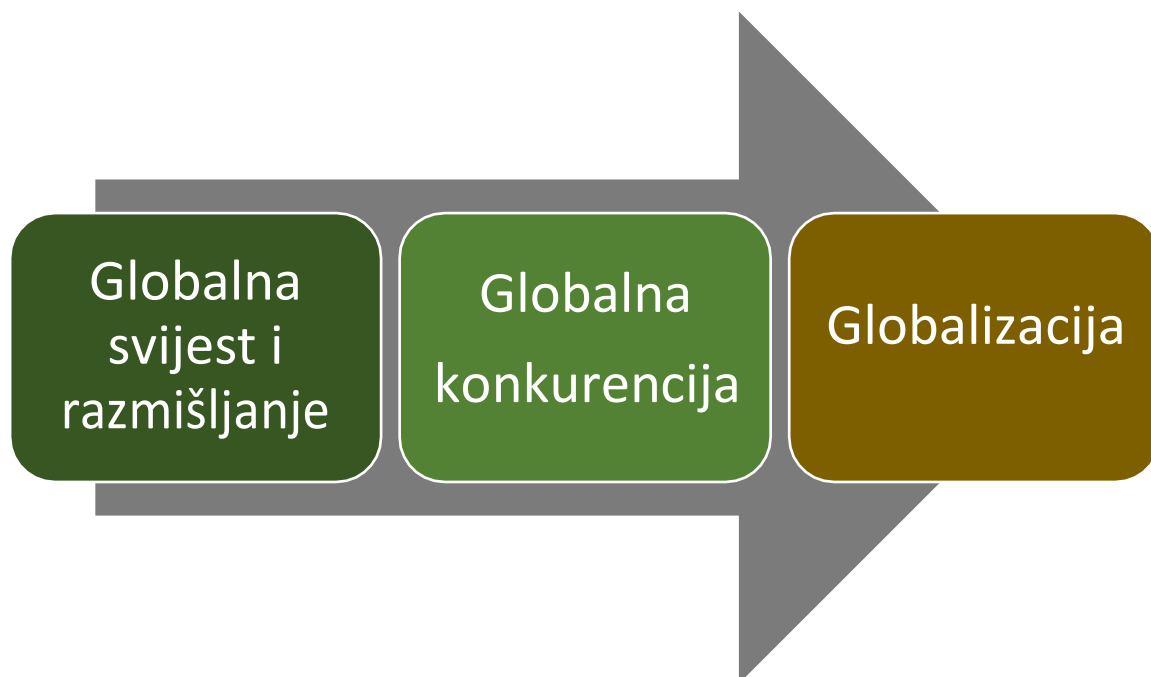 Globalna
svijest i
razmišljanje
Globalna
konkurencija
Globalizacija